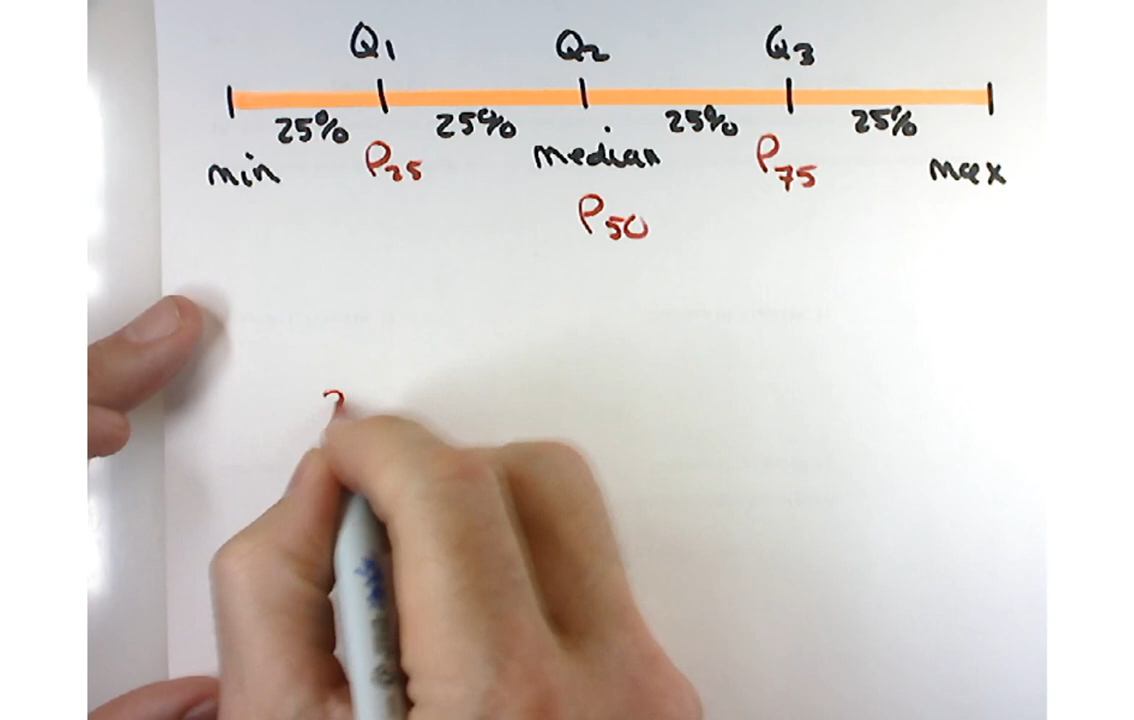 Q1 Q2 Q3
25% 25% 25% 25%
min P25 median P75 max
P50